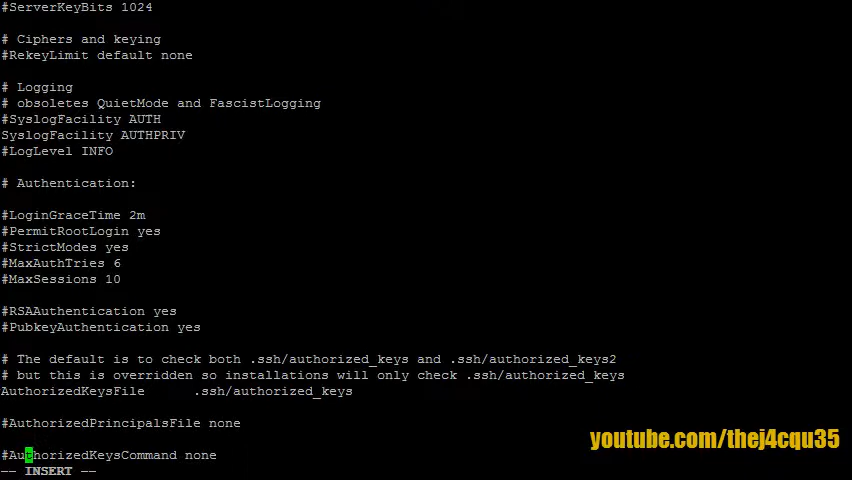 #ServerKeyBits 1024
# Ciphers and keying
#RekeyLimit default none
# Logging
# obsoletes QuietMode and FascistLogging
#SyslogFacility AUTH
SyslogFacility AUTHPRIV
#LogLevel INFO
# Authentication:
#LoginGraceTime 2m
#PermitRootLogin yes
#StrictModes yes
#MaxAuthTries 6
#MaxSessions 10
#RSAAuthentication yes
#PubkeyAuthentication yes
# The default is to check both .ssh/authorized_keys and .ssh/authorized_keys2
# but this is overridden so installations will only check .ssh/authorized_keys
AuthorizedKeysFile      .ssh/authorized_keys
#AuthorizedPrincipalsFile none
#AuthorizedKeysCommand none
-- INSERT --
youtube.com/thej4cqu35